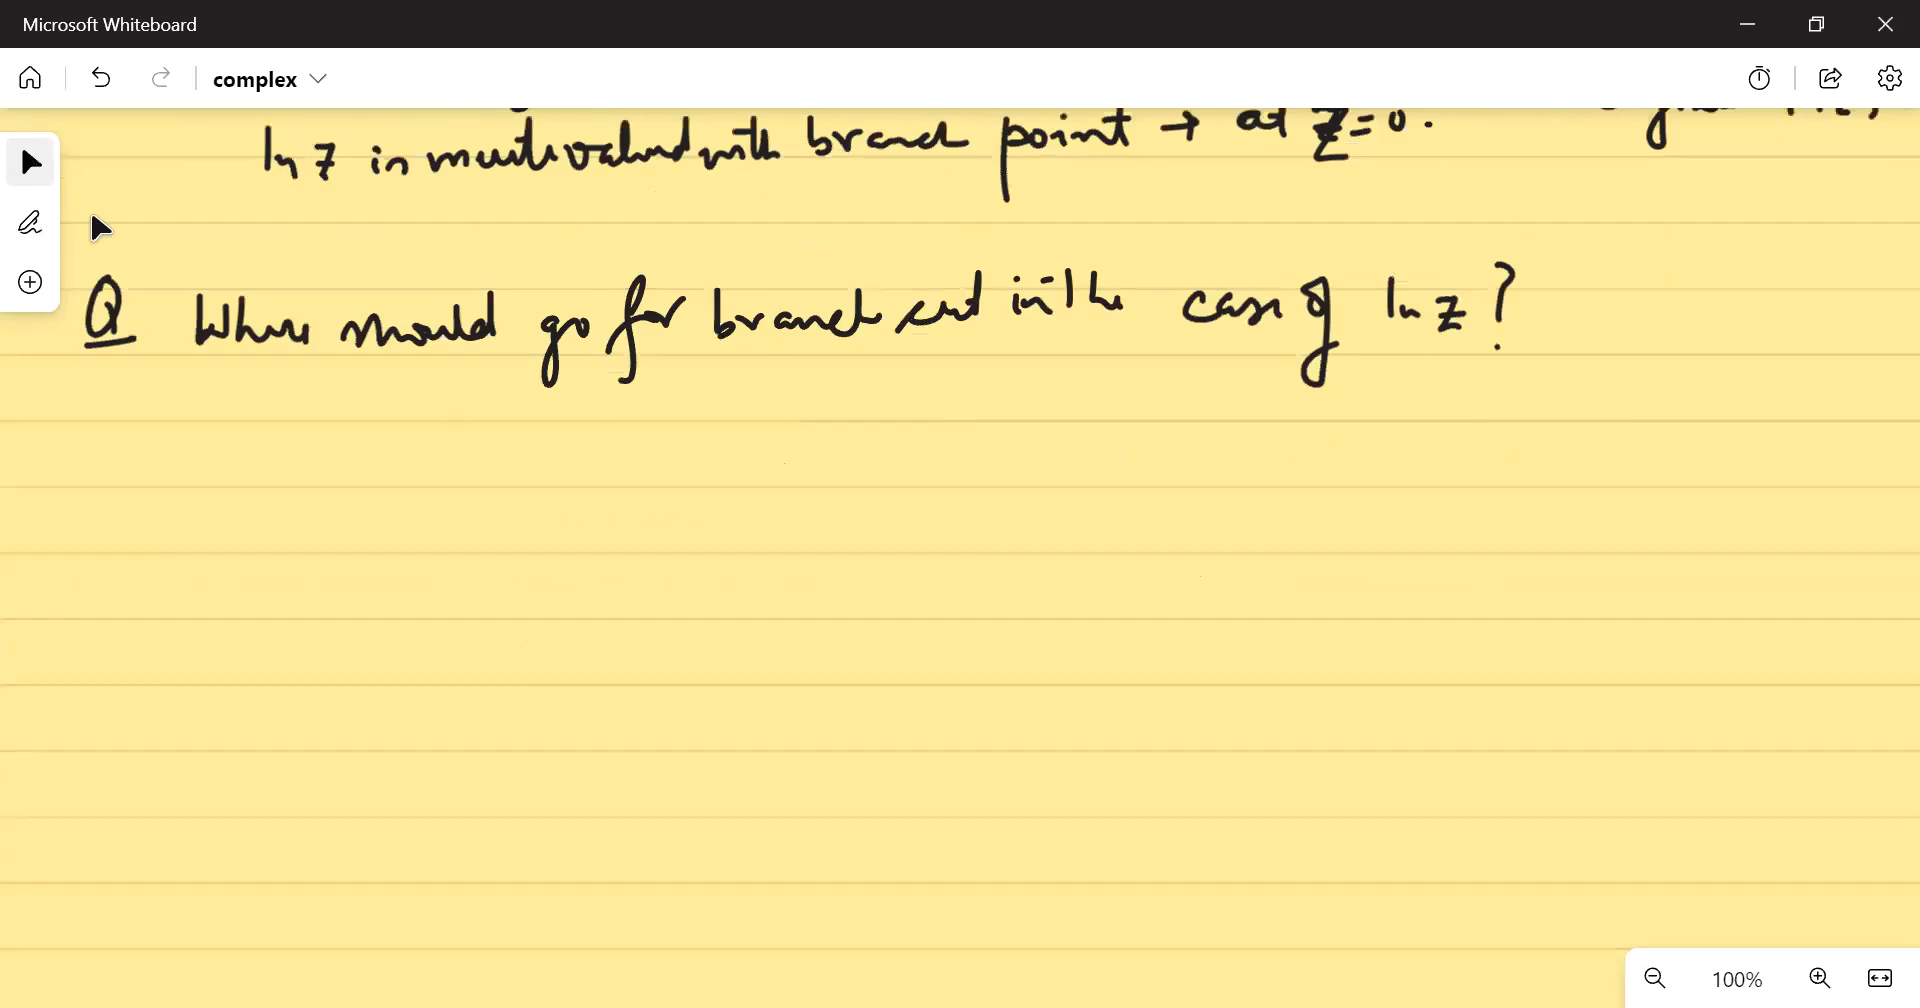 Microsoft Whiteboard
complex
ln z is multivalued with branch point → at z=0.
Q Where should go for branch cut in the case of ln z?
100%